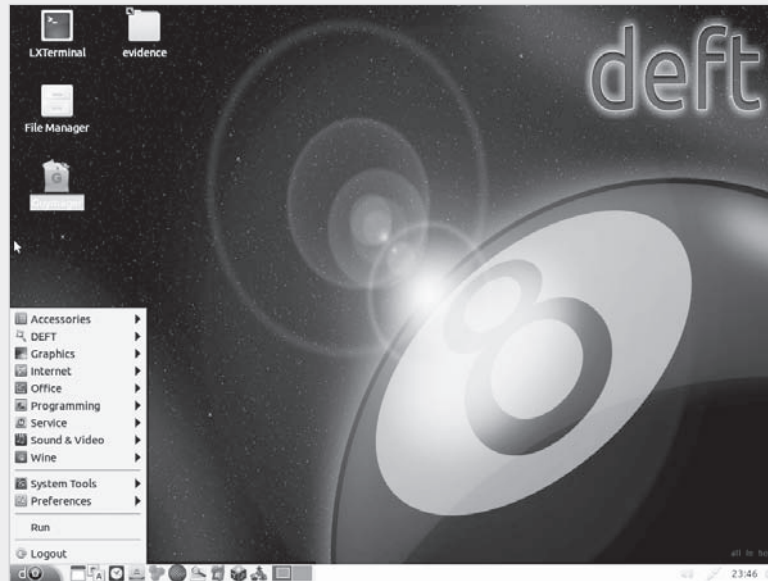 deft
LXTerminal
evidence
File Manager
Guymager
8
Accessories
DEFT
Graphics
Internet
Office
Programming
Service
Sound & Video
Wine
System Tools
Preferences
Run
Logout
23:46